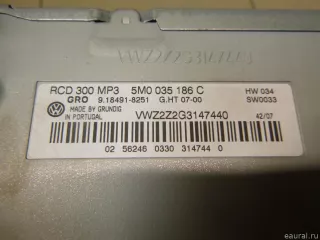 VWZ2Z2G3147440
RCD 300 MP3 5M0 035 186 C HW 034
GRO 9.18491-8251 G.HT 07-00 SW0033
MADE BY GRUNDIG
IN PORTUGAL VWZ2Z2G3147440 42/07
02 56246 0330 314744 0
eaural.ru